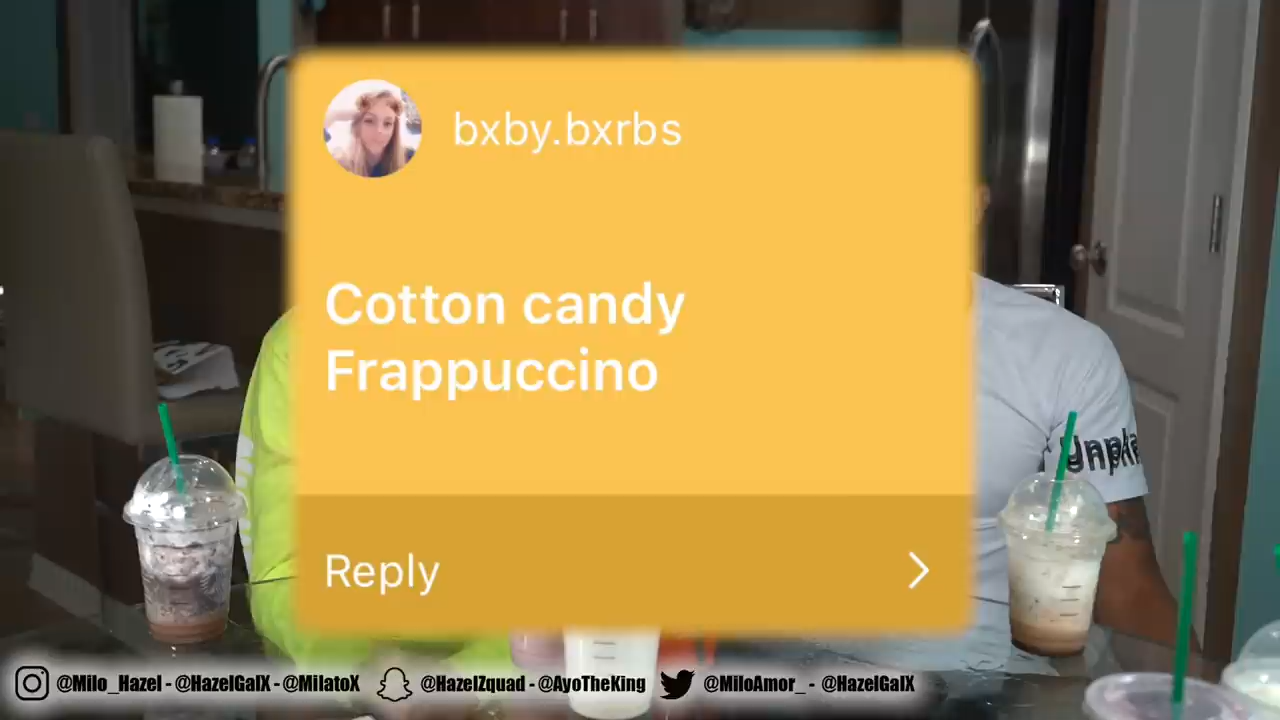 bxby.bxrbs
Cotton candy
Frappuccino
Reply
@Milo_Hazel - @HazelGalX - @MilatoX @HazelZquad - @AyoTheKing @MiloAmor_ - @HazelGalX